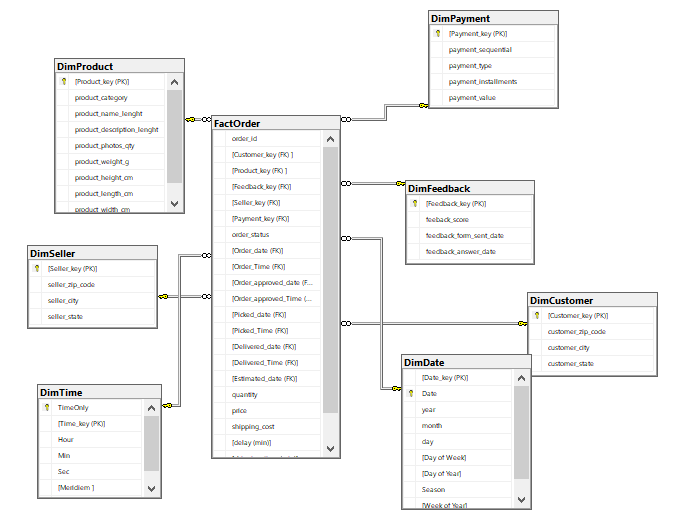 DimPayment
[Payment_key (PK)]
payment_sequential
payment_type
payment_installments
payment_value
DimProduct
[Product_key (PK)]
product_category
product_name_lenght
product_description_lenght
product_photos_qty
product_weight_g
product_height_cm
product_length_cm
product_width_cm
FactOrder
order_id
[Customer_key (FK) ]
[Product_key (FK) ]
[Feedback_key (FK)]
[Seller_key (FK)]
[Payment_key (FK)]
order_status
[Order_date (FK)]
[Order_Time (FK)]
[Order_approved_date (F...
[Order_approved_Time (...
[Picked_date (FK)]
[Picked_Time (FK)]
[Delivered_date (FK)]
[Delivered_Time (FK)]
[Estimated_date (FK)]
quantity
price
shipping_cost
[delay (min)]
DimFeedback
[Feedback_key (PK)]
feeback_score
feedback_form_sent_date
feedback_answer_date
DimSeller
[Seller_key (PK)]
seller_zip_code
seller_city
seller_state
DimCustomer
[Customer_key (PK)]
customer_zip_code
customer_city
customer_state
DimTime
TimeOnly
[Time_key (PK)]
Hour
Min
Sec
[Meridiem ]
DimDate
[Date_key (PK)]
Date
year
month
day
[Day of Week]
[Day of Year]
Season
[Week of Year]